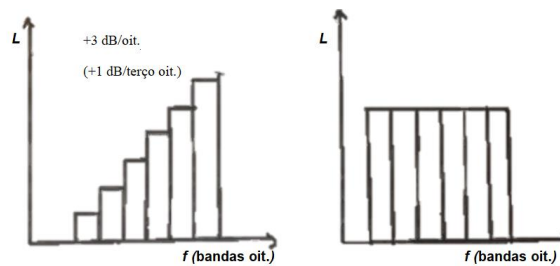 L
+3 dB/oit.
(+1 dB/terço oit.)
f (bandas oit.)
L
f (bandas oit.)